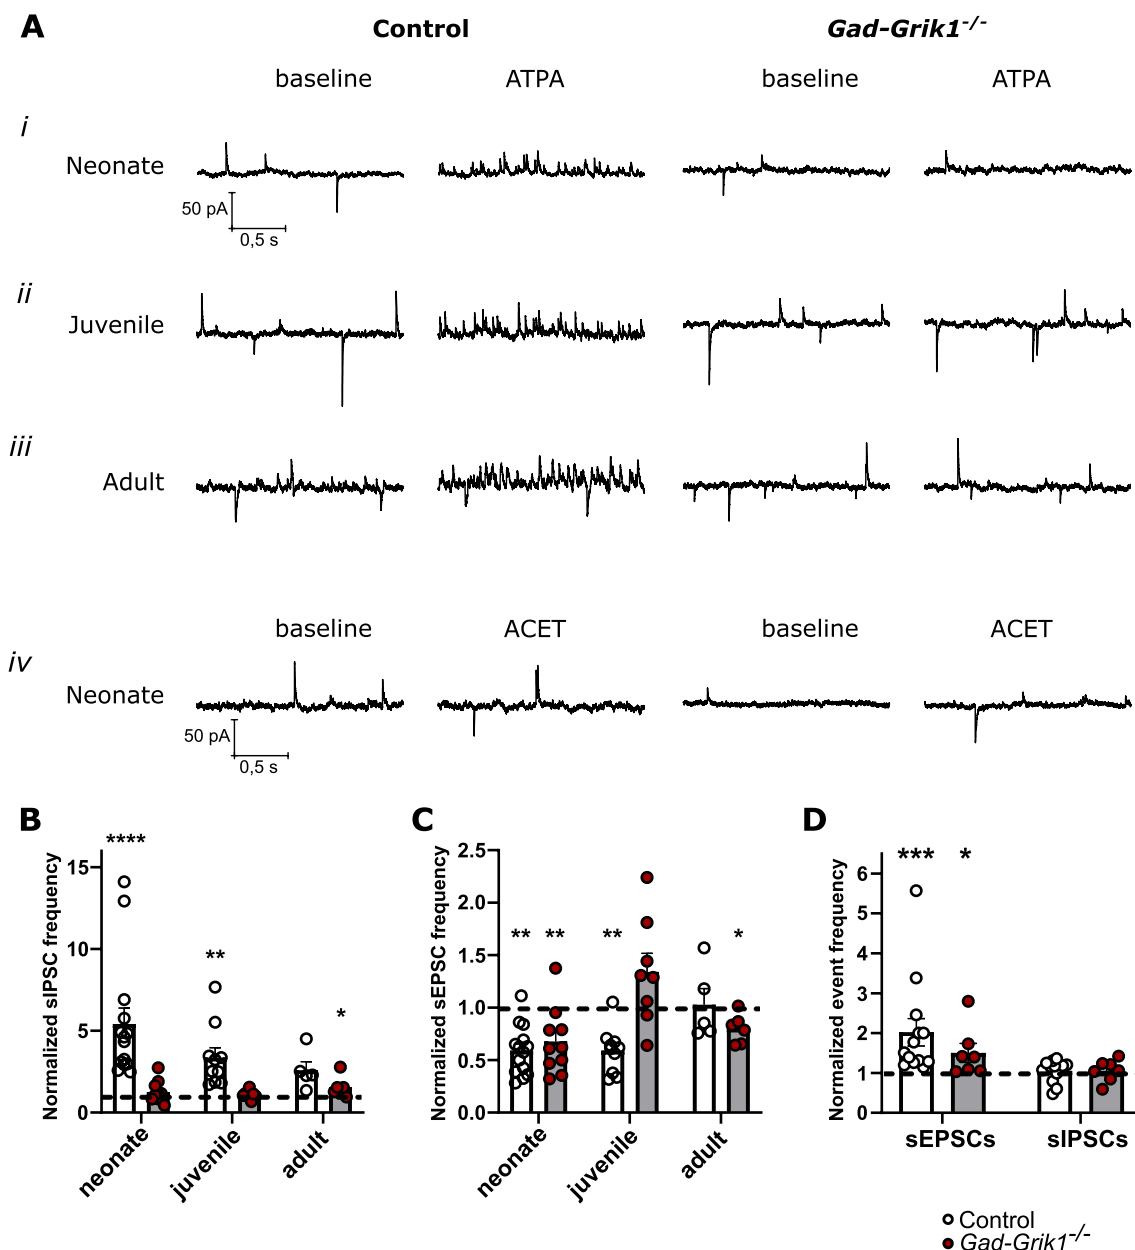 A
Control Gad-Grik1-/-
baseline ATPA baseline ATPA
i
Neonate
50 pA
0,5 s
ii
Juvenile
iii
Adult
baseline ACET baseline ACET
iv
Neonate
50 pA
0,5 s
B
****
**
*
Normalized sIPSC frequency
15
10
5
0
neonate
juvenile
adult
C
** ** ** *
Normalized sEPSC frequency
2.5
2.0
1.5
1.0
0.5
0.0
neonate
juvenile
adult
D
*** *
Normalized event frequency
6
5
4
3
2
1
0
sEPSCs sIPSCs
Control
Gad-Grik1-/-